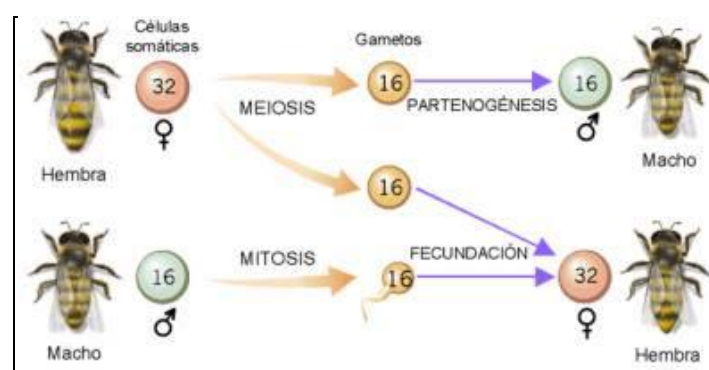 Células
somáticas
Gametos
32
16
16
MEIOSIS
PARTENOGÉNESIS
♀
♂
Hembra
Macho
16
MITOSIS
FECUNDACIÓN
16
16
32
♂
♀
Macho
Hembra